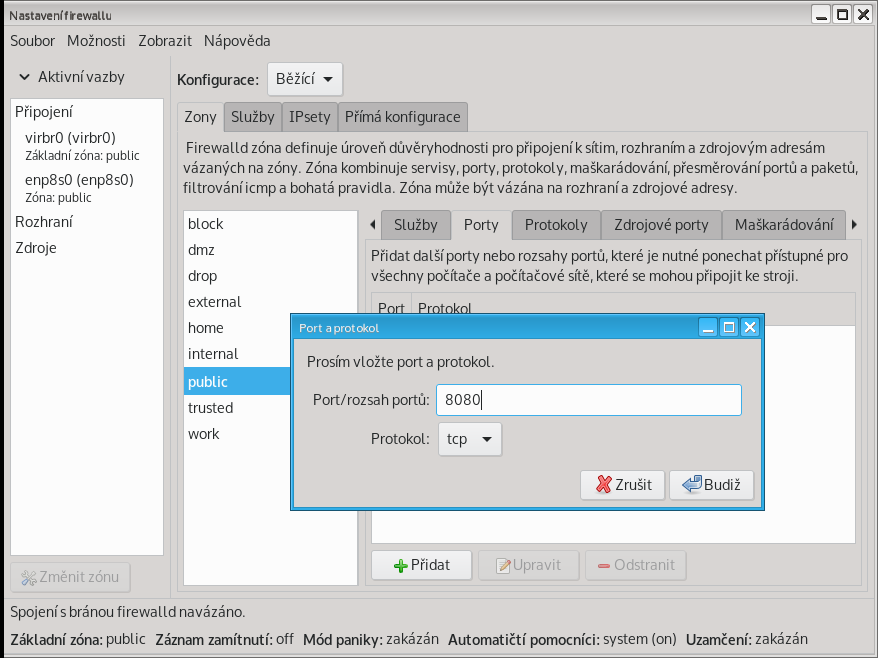 Nastavení firewallu
Soubor Možnosti Zobrazit Nápověda
Aktivní vazby
Připojení
virbr0 (virbr0)
Základní zóna: public
enp8s0 (enp8s0)
Zóna: public
Rozhraní
Zdroje
Změnit zónu
Konfigurace: Běžící
Zony Služby IPsety Přímá konfigurace
Firewalld zóna definuje úroveň důvěryhodnosti pro připojení k sítim, rozhraním a zdrojovým adresám
vázaných na zóny. Zóna kombinuje servisy, porty, protokoly, maškarádování, přesměrování portů a paketů,
filtrování icmp a bohatá pravidla. Zóna může být vázána na rozhraní a zdrojové adresy.
block
dmz
drop
external
home
internal
public
trusted
work
Služby Porty Protokoly Zdrojové porty Maškarádování
Přidat další porty nebo rozsahy portů, které je nutné ponechat přístupné pro
všechny počítače a počítačové sítě, které se mohou připojit ke stroji.
Port Protokol
Port a protokol
Prosím vložte port a protokol.
Port/rozsah portů: 8080
Protokol: tcp
Zrušit Budiž
Přidat Upravit Odstranit
Spojení s bránou firewalld navázáno.
Základní zóna: public Záznam zamítnutí: off Mód paniky: zakázán Automatičtí pomocníci: system (on) Uzamčení: zakázán